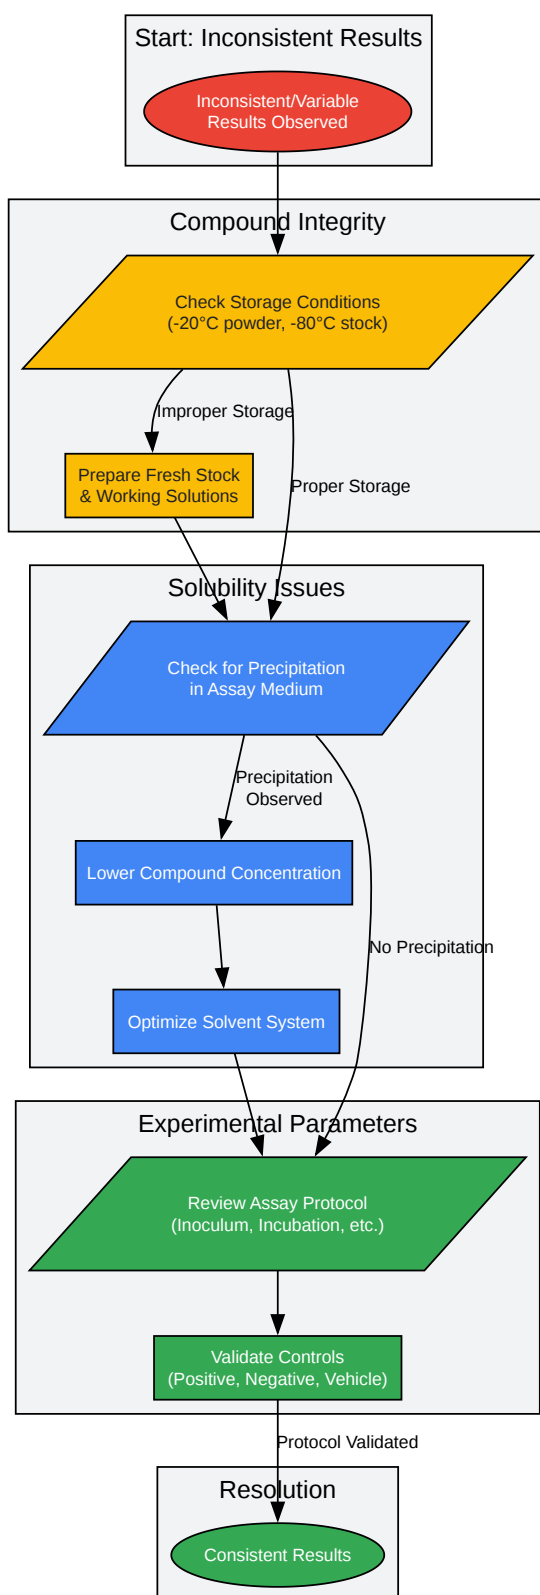 Start: Inconsistent Results
Inconsistent/Variable
Results Observed
Compound Integrity
Check Storage Conditions
(-20°C powder, -80°C stock)
Improper Storage
Prepare Fresh Stock
& Working Solutions
Proper Storage
Solubility Issues
Check for Precipitation
in Assay Medium
Precipitation
Observed
Lower Compound Concentration
No Precipitation
Optimize Solvent System
Experimental Parameters
Review Assay Protocol
(Inoculum, Incubation, etc.)
Validate Controls
(Positive, Negative, Vehicle)
Protocol Validated
Resolution
Consistent Results